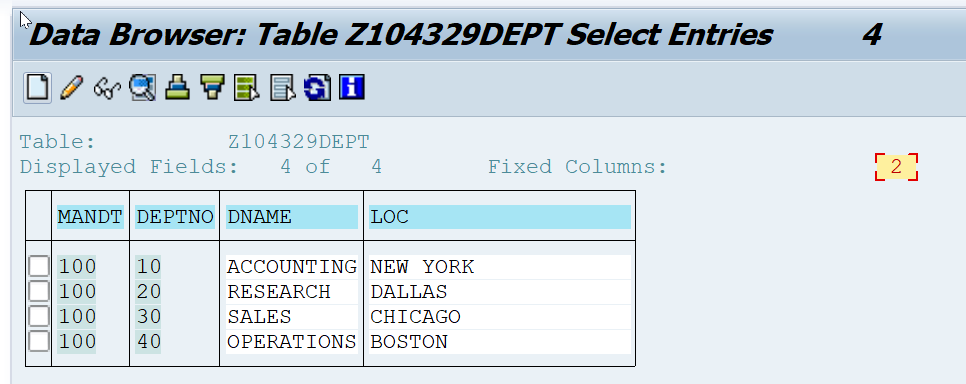 Data Browser: Table Z104329DEPT Select Entries 4
Table: Z104329DEPT
Displayed Fields: 4 of 4 Fixed Columns: 2
MANDT DEPTNO DNAME LOC
100 10 ACCOUNTING NEW YORK
100 20 RESEARCH DALLAS
100 30 SALES CHICAGO
100 40 OPERATIONS BOSTON